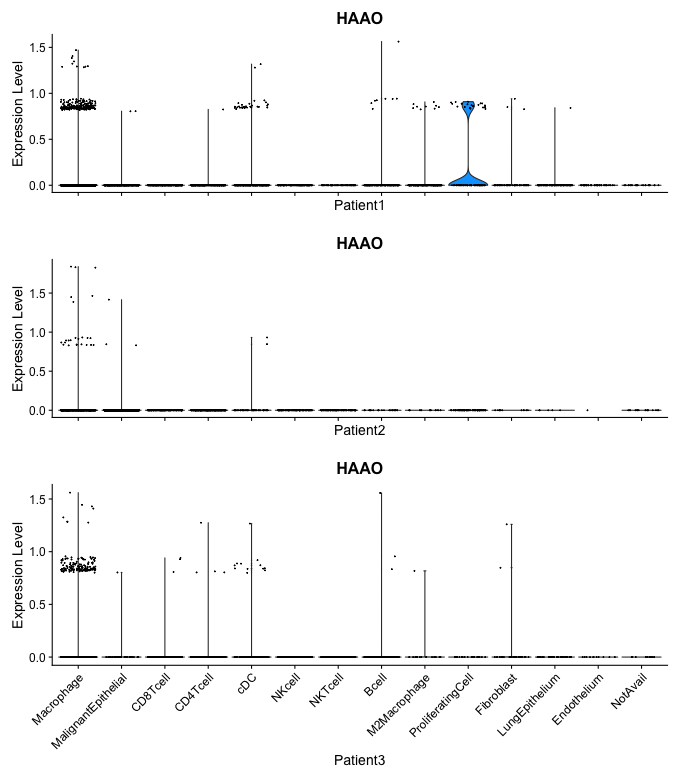 HAAO
Expression Level
1.5
1.0
0.5
0.0
Patient1
HAAO
Expression Level
1.5
1.0
0.5
0.0
Patient2
HAAO
Expression Level
1.5
1.0
0.5
0.0
Macrophage
MalignantEpithelial
CD8Tcell
CD4Tcell
cDC
NKcell
NKTcell
Bcell
M2Macrophage
ProliferatingCell
Fibroblast
LungEpithelium
Endothelium
NotAvail
Patient3